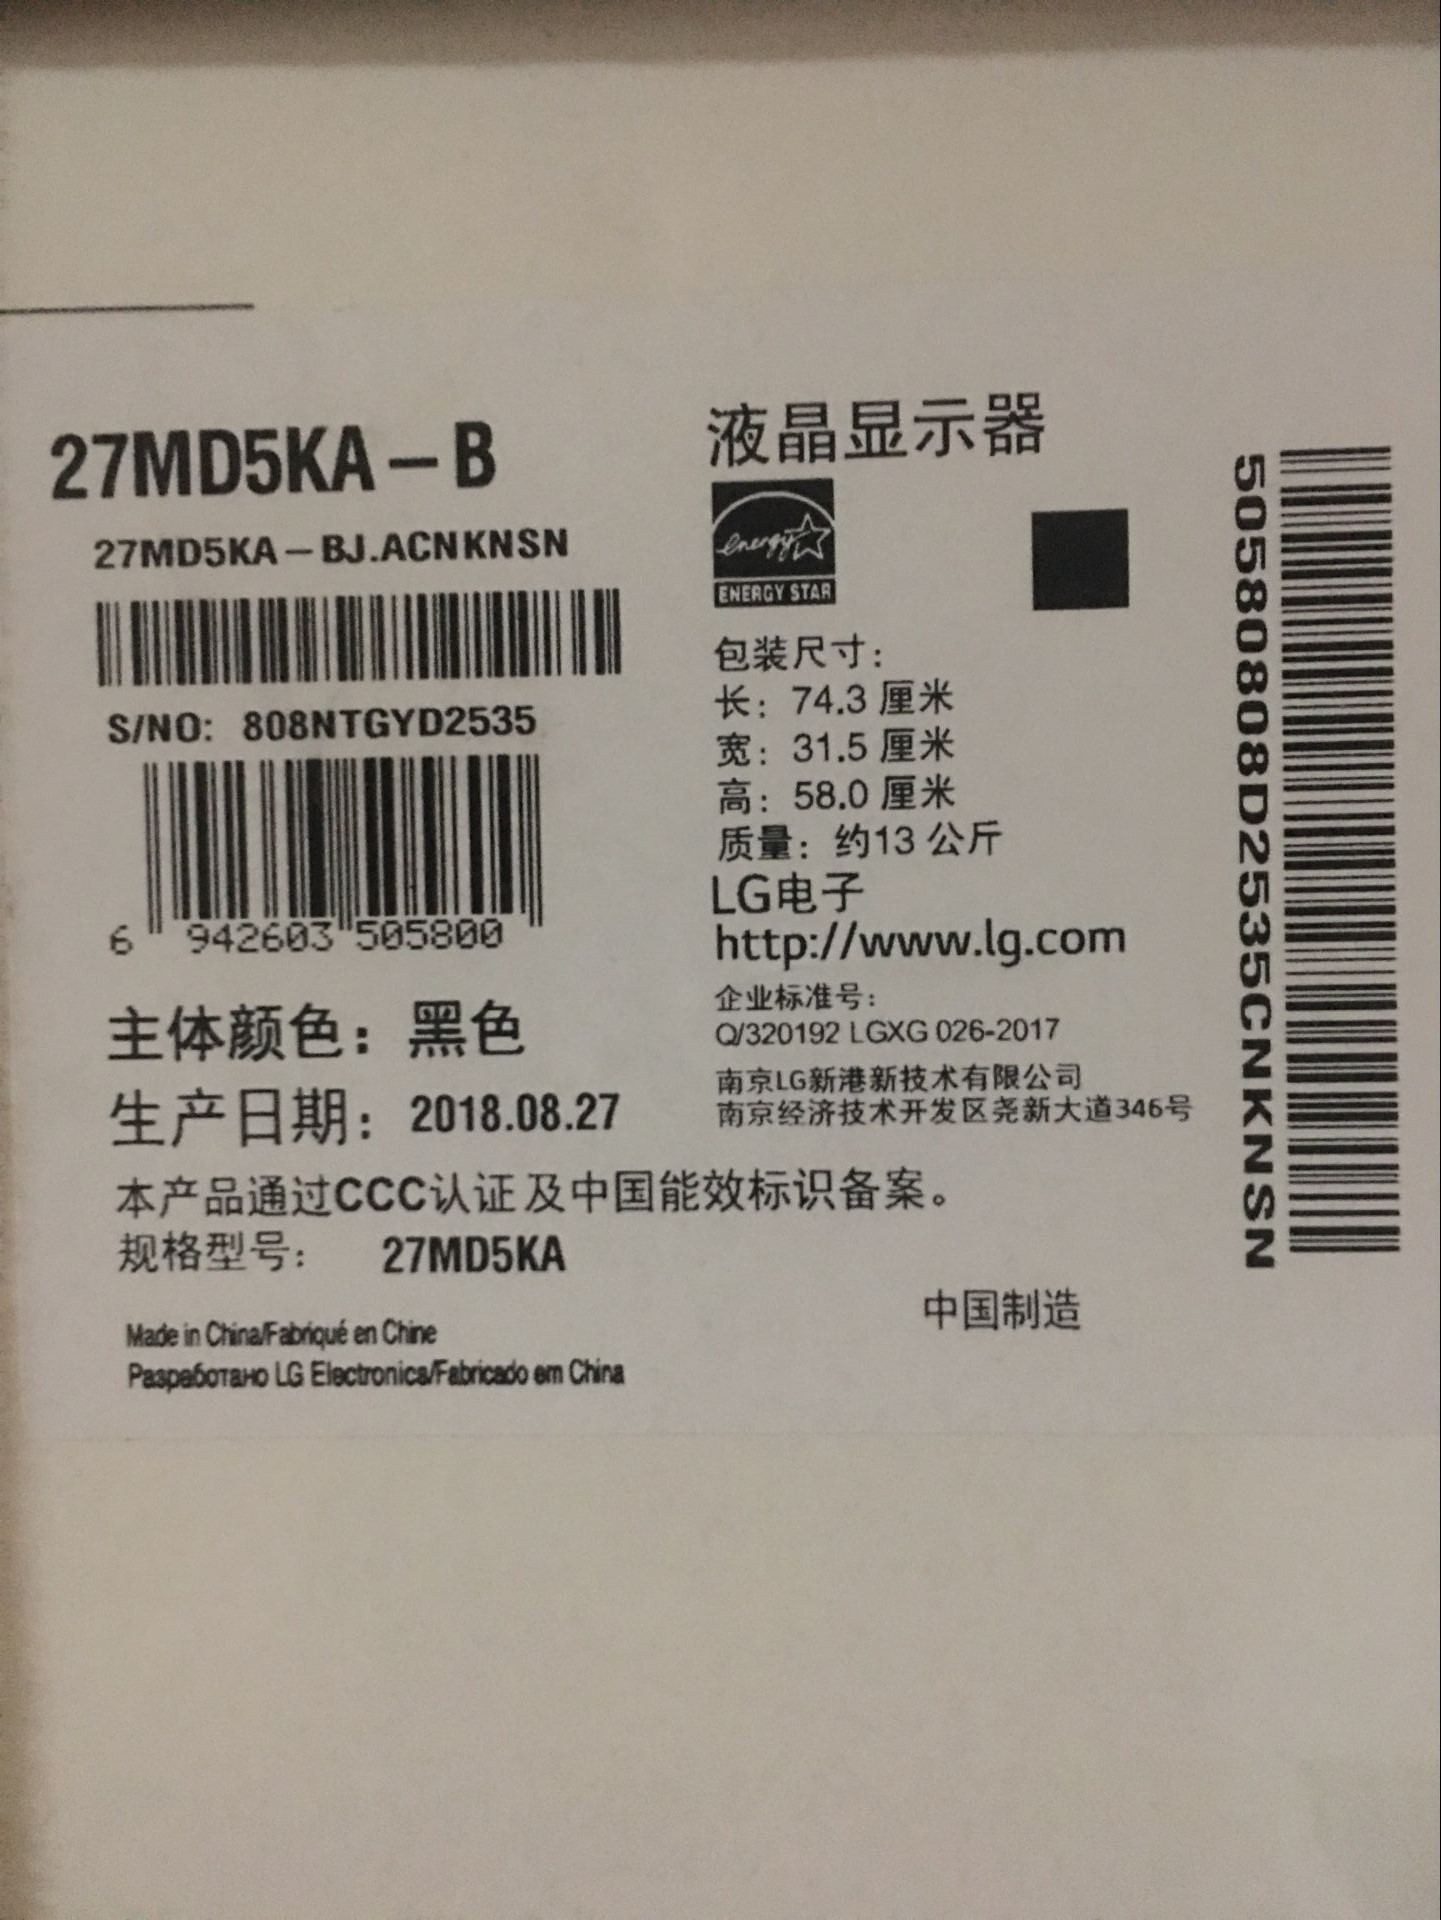 27MD5KA-B
27MD5KA-BJ.ACNKNSN
S/NO: 808NTGYD2535
6 942603 505800
主体颜色：黑色
生产日期：2018.08.27
本产品通过CCC认证及中国能效标识备案。
规格型号： 27MD5KA
Made in China/Fabriqué en Chine
Разработано LG Electronics/Fabricado em China
液晶显示器
energy
ENERGY STAR
包装尺寸：
长：74.3 厘米
宽：31.5 厘米
高：58.0 厘米
质量：约13 公斤
LG电子
http://www.lg.com
企业标准号：
Q/320192 LGXG 026-2017
南京LG新港新技术有限公司
南京经济技术开发区尧新大道346号
中国制造
5058080808D2535CNKNSN